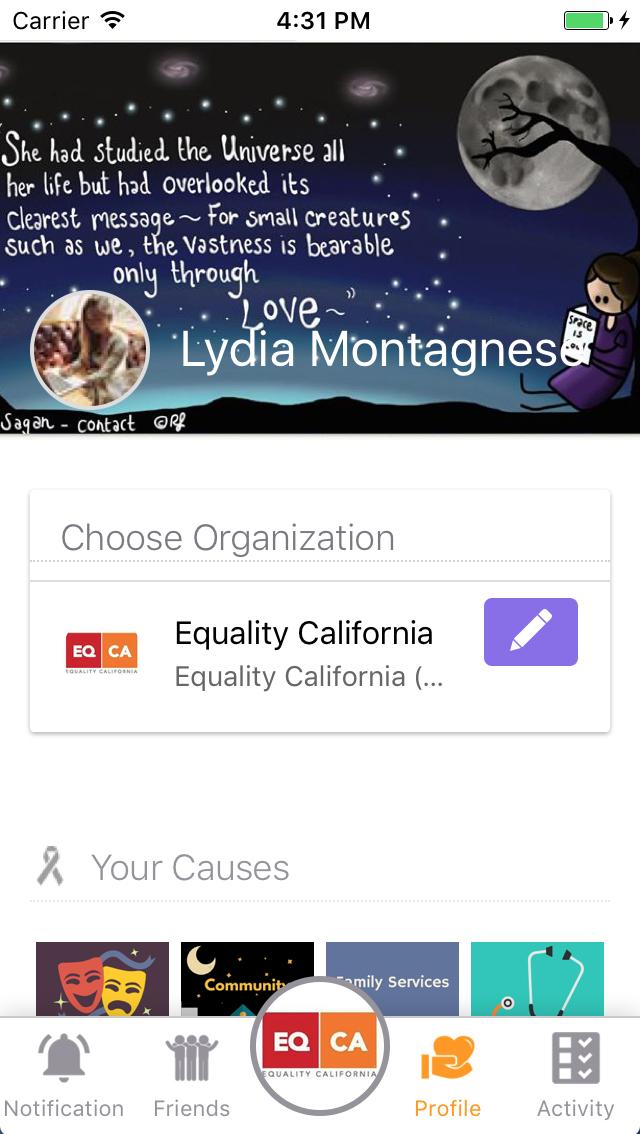 Carrier 4:31 PM
She had studied the Universe all
her life but had overlooked its
Clearest message~ For small creatures
such as we, the Vastness is bearable
only through
Love~
space
is
Lydia Montagnese
Sagan - Contact ©Rf
Choose Organization
EQ CA
EQUALITY CALIFORNIA
Equality California
Equality California (...
Your Causes
Community
Family Services
EQ CA
EQUALITY CALIFORNIA
Notification Friends Profile Activity